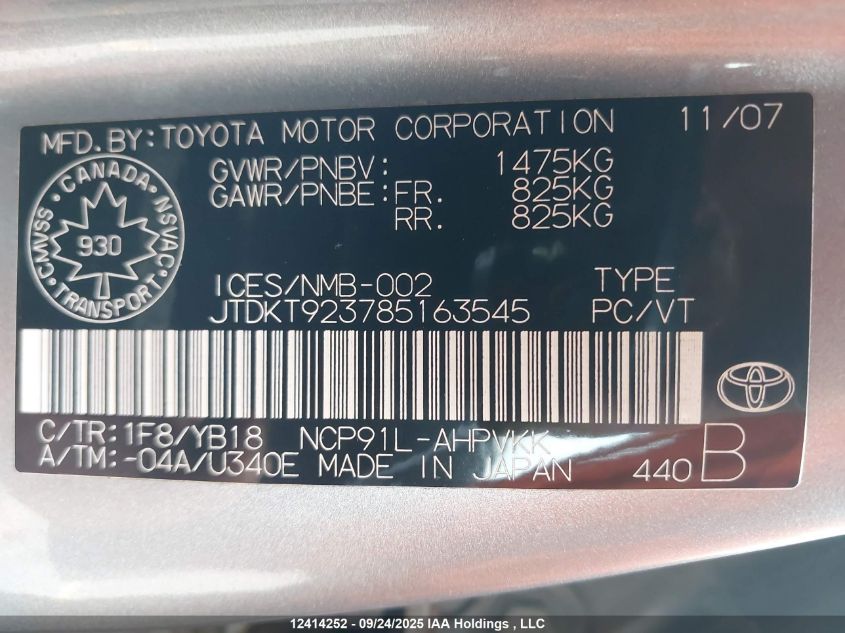 MFD.BY:TOYOTA MOTOR CORPORATION 11/07
GVWR/PNBV: 1475KG
GAWR/PNBE:FR. 825KG
RR. 825KG
CANADA
CMVSS · NSVAC
930
TRANSPORT
ICES/NMB-002 TYPE
JTDKT923785163545 PC/VT
C/TR:1F8/YB18 NCP91L-AHPVKK
A/TM:-04A/U340E MADE IN JAPAN 440B
12414252 - 09/24/2025 IAA Holdings , LLC